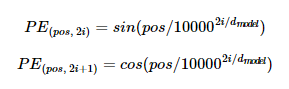 PE(pos, 2i) = sin(pos/10000^2i/dmodel)
PE(pos, 2i+1) = cos(pos/10000^2i/dmodel)